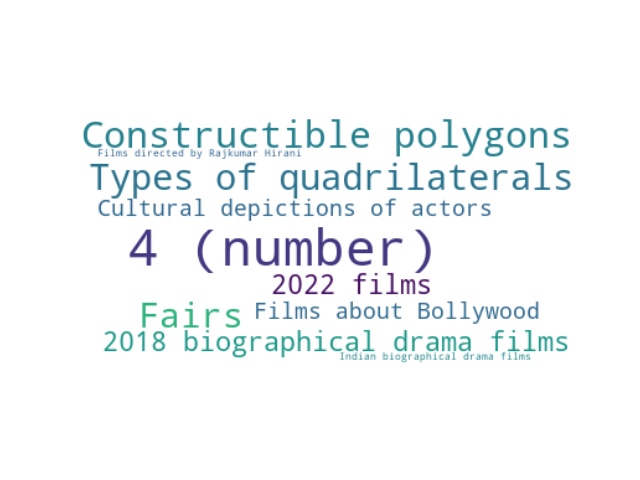 Constructible polygons
Films directed by Rajkumar Hirani
Types of quadrilaterals
Cultural depictions of actors
4 (number)
2022 films
Fairs
Films about Bollywood
2018 biographical drama films
Indian biographical drama films